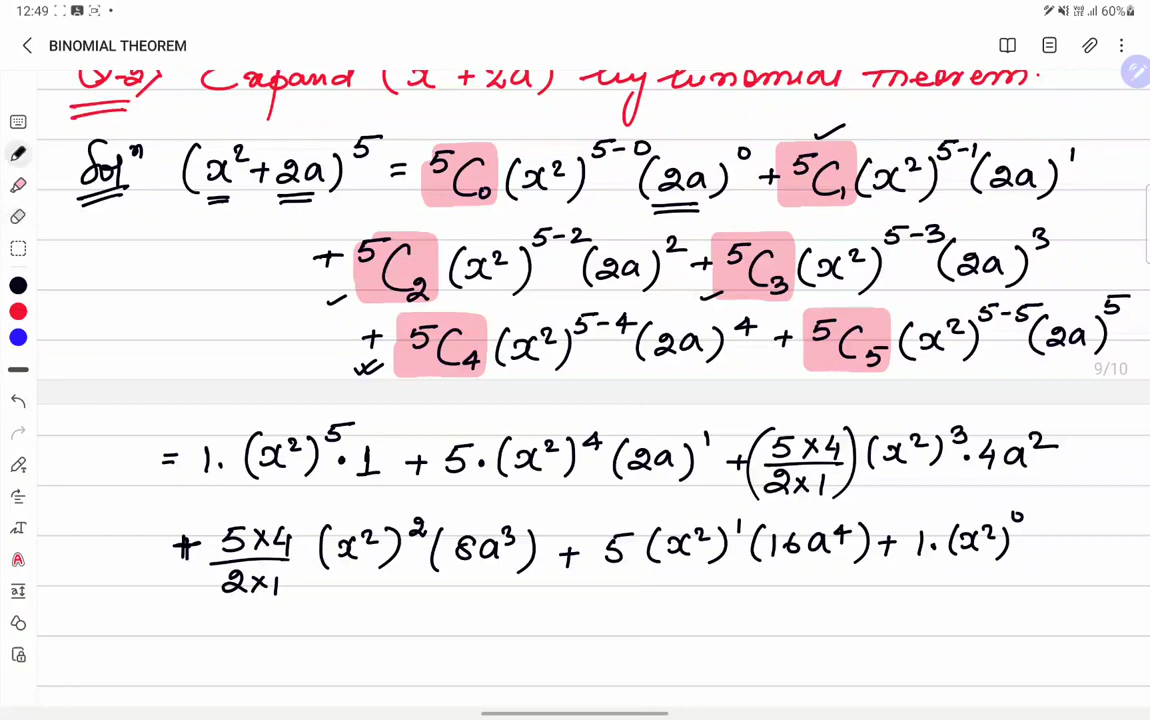 12:49 60%
BINOMIAL THEOREM
Expand (x + 2a) by binomial Theorem.
Solⁿ (x² + 2a)⁵ = ⁵C₀ (x²)⁵⁻⁰ (2a)⁰ + ⁵C₁ (x²)⁵⁻¹ (2a)¹
+ ⁵C₂ (x²)⁵⁻² (2a)² + ⁵C₃ (x²)⁵⁻³ (2a)³
+ ⁵C₄ (x²)⁵⁻⁴ (2a)⁴ + ⁵C₅ (x²)⁵⁻⁵ (2a)⁵
9/10
= 1. (x²)⁵ · 1 + 5 · (x²)⁴ (2a)¹ + (5×4/2×1) (x²)³ · 4a²
+ 5×4/2×1 (x²)² (8a³) + 5 (x²)¹ (16a⁴) + 1. (x²)⁰